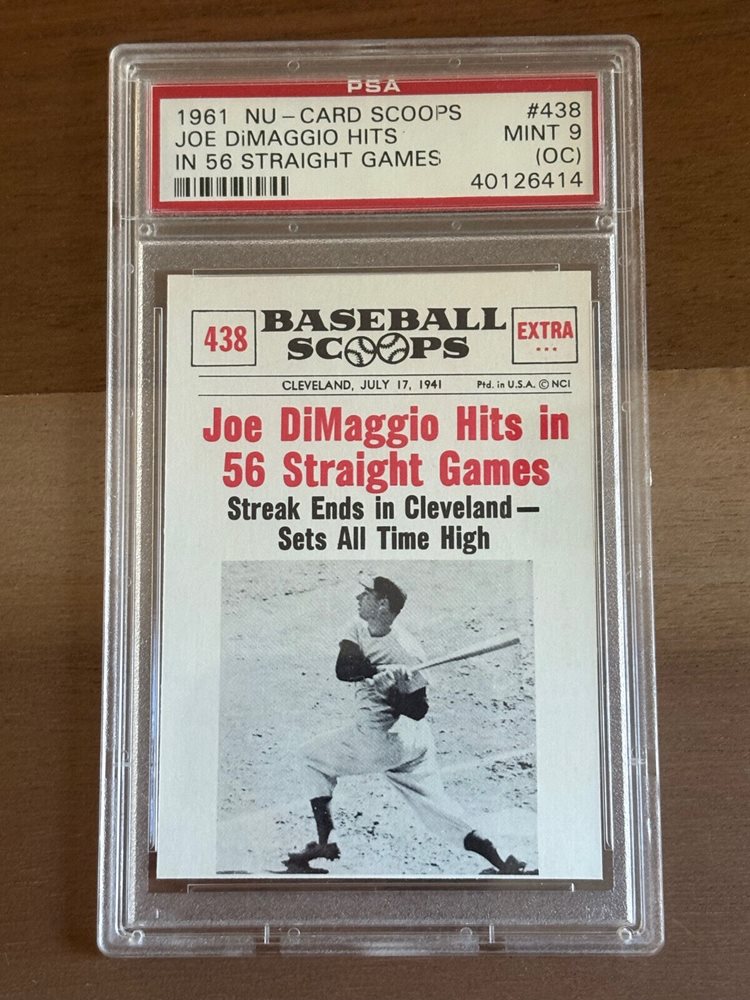 PSA
1961 NU-CARD SCOOPS #438
JOE DiMAGGIO HITS MINT 9
IN 56 STRAIGHT GAMES (OC)
40126414
438 BASEBALL SCOOPS EXTRA
CLEVELAND, JULY 17, 1941 Ptd. in U.S.A. © NCI
Joe DiMaggio Hits in
56 Straight Games
Streak Ends in Cleveland—
Sets All Time High